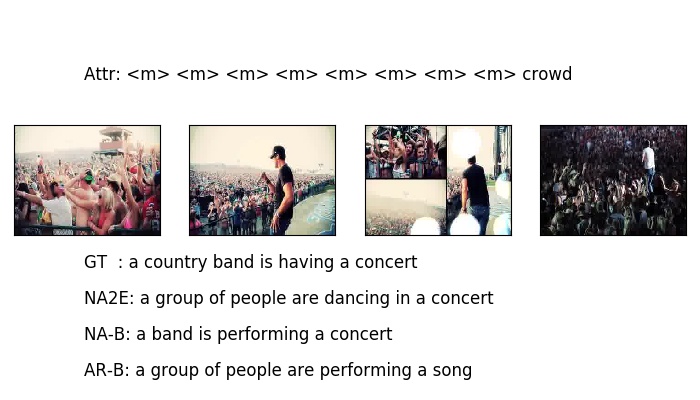 Attr: <m> <m> <m> <m> <m> <m> <m> <m> crowd
GT  : a country band is having a concert
NA2E: a group of people are dancing in a concert
NA-B: a band is performing a concert
AR-B: a group of people are performing a song